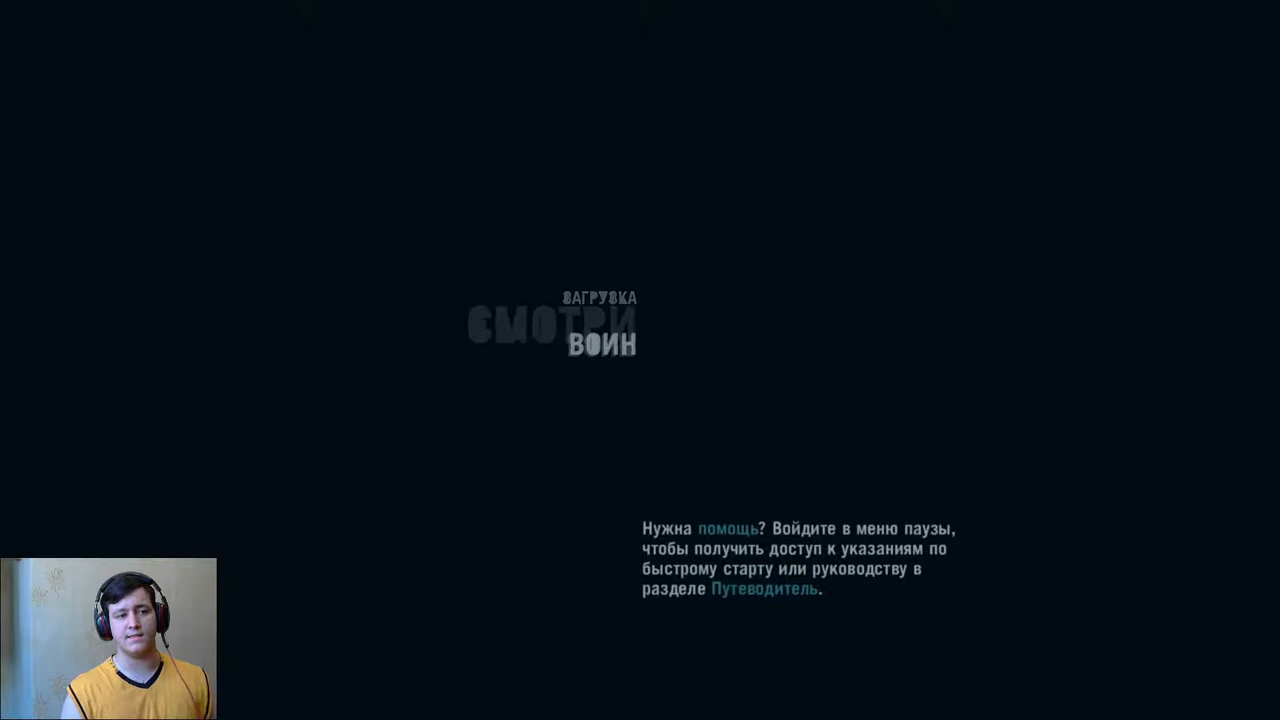 ЗАГРУЗКА
СМОТРИ
ВОИН
Нужна помощь? Войдите в меню паузы,
чтобы получить доступ к указаниям по
быстрому старту или руководству в
разделе Путеводитель.